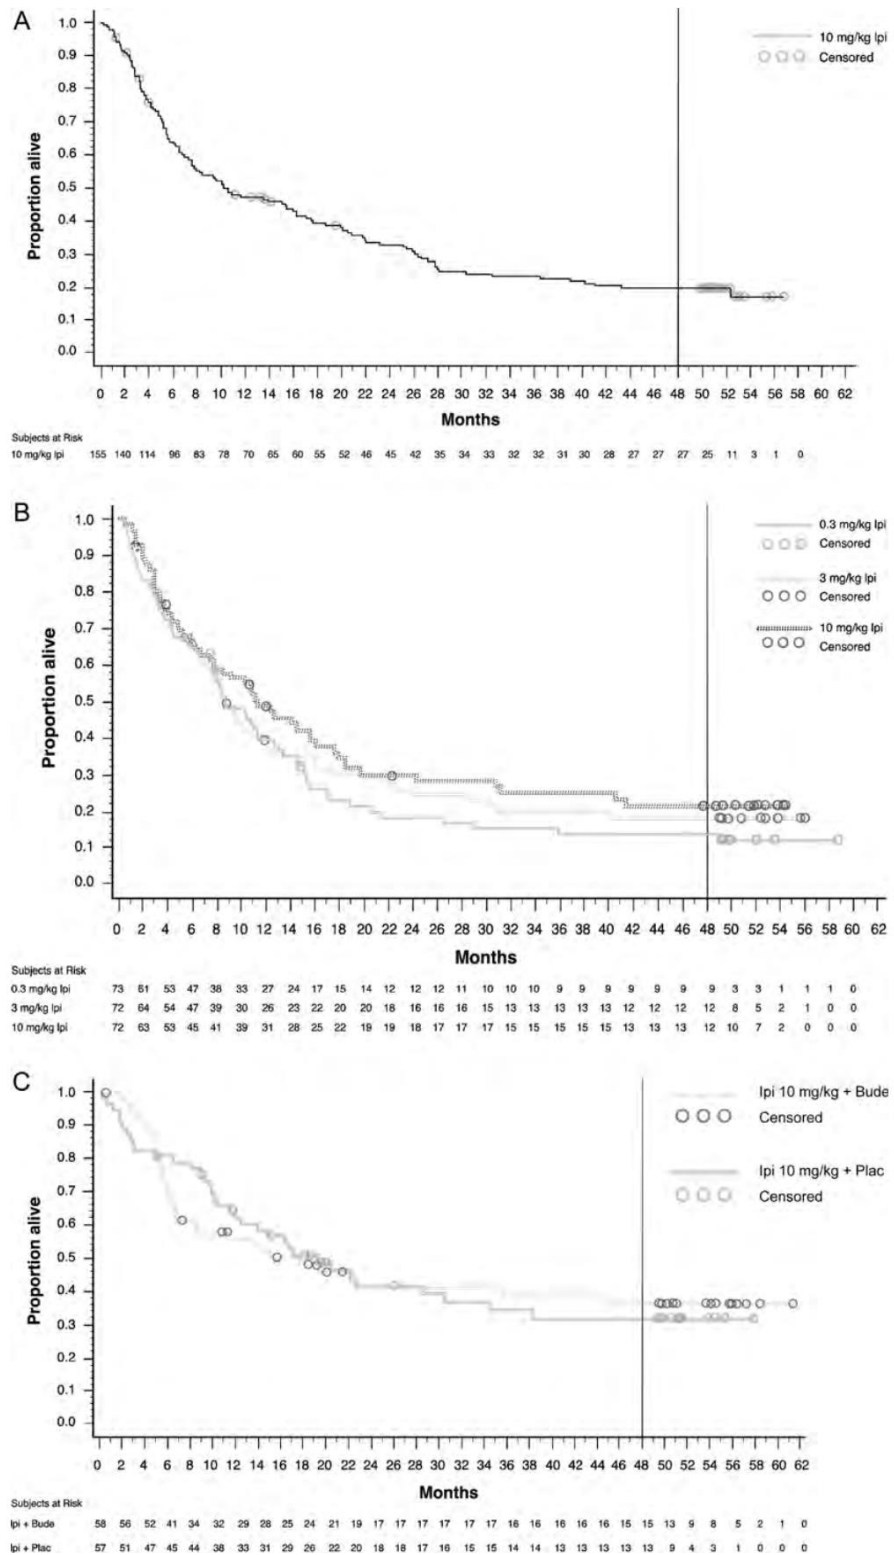 A
1.0
0.9
0.8
0.7
0.6
0.5
0.4
0.3
0.2
0.1
0.0
Proportion alive
10 mg/kg Ipi
Censored
0 2 4 6 8 10 12 14 16 18 20 22 24 26 28 30 32 34 36 38 40 42 44 46 48 50 52 54 56 58 60 62
Months
Subjects at Risk
10 mg/kg Ipi 155 140 114 96 83 78 70 65 60 55 52 46 45 42 35 34 33 32 32 31 30 28 27 27 27 25 11 3 1 0
B
1.0
0.9
0.8
0.7
0.6
0.5
0.4
0.3
0.2
0.1
0.0
Proportion alive
0.3 mg/kg Ipi
Censored
3 mg/kg Ipi
Censored
10 mg/kg Ipi
Censored
0 2 4 6 8 10 12 14 16 18 20 22 24 26 28 30 32 34 36 38 40 42 44 46 48 50 52 54 56 58 60 62
Months
Subjects at Risk
0.3 mg/kg Ipi 73 61 53 47 38 33 27 24 17 15 14 12 12 12 11 10 10 10 9 9 9 9 9 9 9 3 3 1 1 1 0
3 mg/kg Ipi 72 64 54 47 39 30 26 23 22 20 20 18 16 16 16 15 13 13 13 13 13 12 12 12 12 8 5 2 1 0 0
10 mg/kg Ipi 72 63 53 45 41 39 31 28 25 22 19 19 18 17 17 17 15 15 15 15 15 13 13 13 12 10 7 2 0 0 0
C
1.0
0.9
0.8
0.7
0.6
0.5
0.4
0.3
0.2
0.1
0.0
Proportion alive
Ipi 10 mg/kg + Bude
Censored
Ipi 10 mg/kg + Plac
Censored
0 2 4 6 8 10 12 14 16 18 20 22 24 26 28 30 32 34 36 38 40 42 44 46 48 50 52 54 56 58 60 62
Months
Subjects at Risk
Ipi + Bude 58 56 52 41 34 32 29 28 25 24 21 19 17 17 17 17 17 17 16 16 16 16 16 15 15 13 9 8 5 2 1 0
Ipi + Plac 57 51 47 45 44 38 33 31 29 26 22 20 18 18 17 16 15 15 14 14 13 13 13 13 13 9 4 3 1 0 0 0